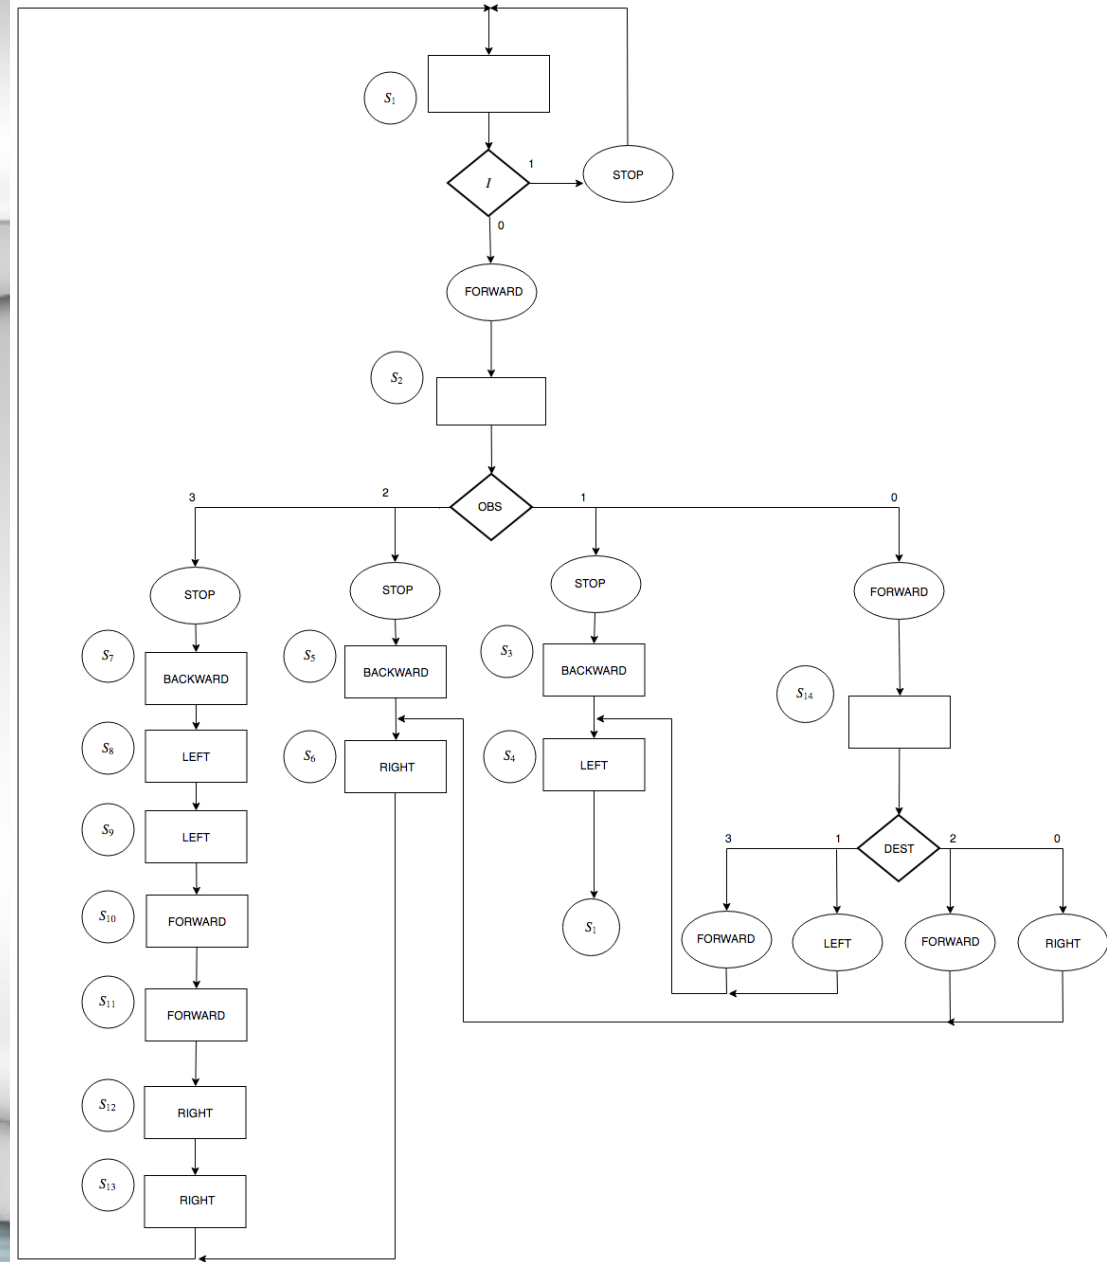 S1
I
1
STOP
0
FORWARD
S2
OBS
3
2
1
0
STOP
STOP
STOP
FORWARD
S7
BACKWARD
S5
BACKWARD
S3
BACKWARD
S14
S8
LEFT
S6
RIGHT
S4
LEFT
S9
LEFT
DEST
3
1
2
0
S10
FORWARD
S1
FORWARD
LEFT
FORWARD
RIGHT
S11
FORWARD
S12
RIGHT
S13
RIGHT